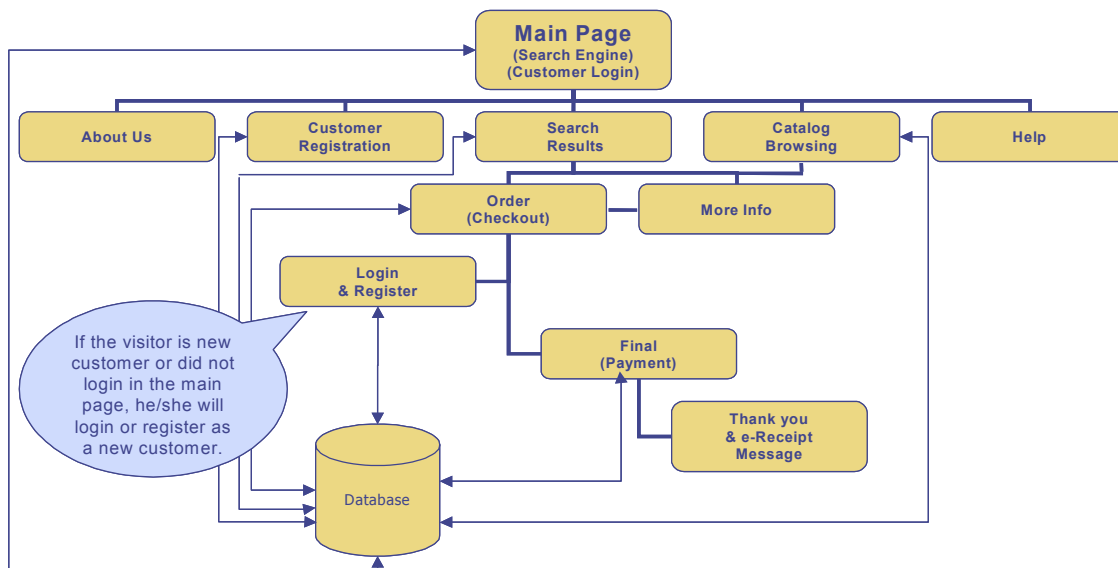 Main Page
(Search Engine)
(Customer Login)
About Us
Customer
Registration
Search
Results
Catalog
Browsing
Help
Order
(Checkout)
More Info
Login
& Register
If the visitor is new
customer or did not
login in the main
page, he/she will
login or register as
a new customer.
Final
(Payment)
Thank you
& e-Receipt
Message
Database